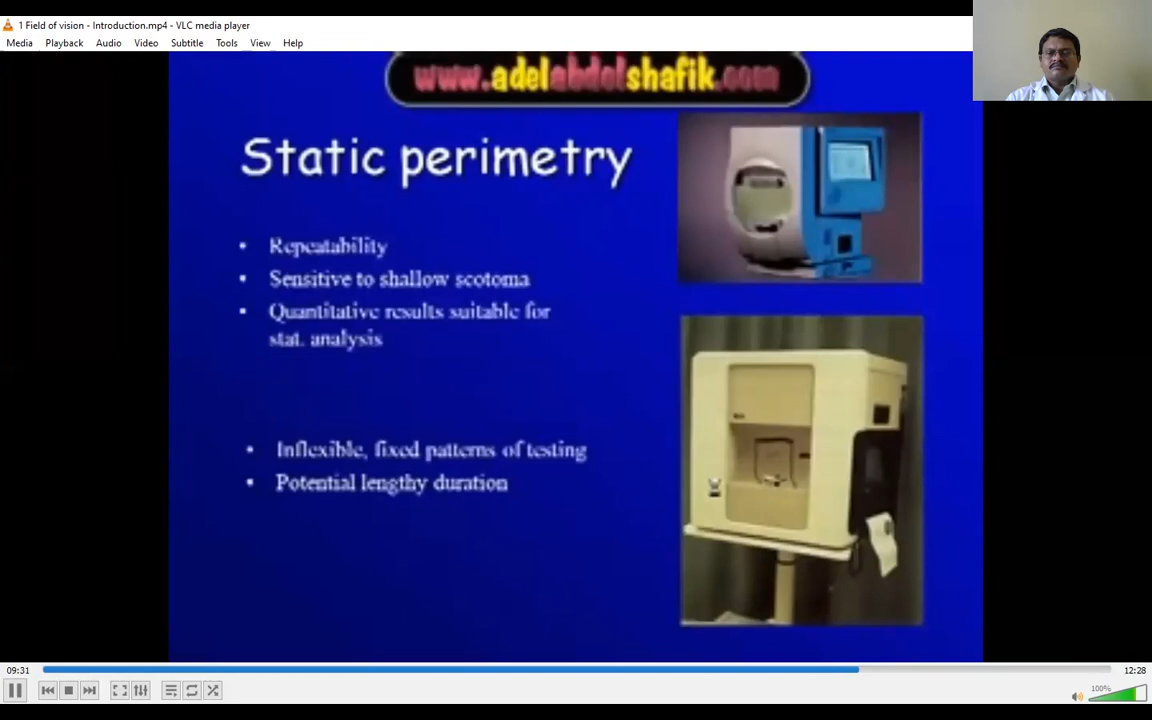 1 Field of vision - Introduction.mp4 - VLC media player
Media Playback Audio Video Subtitle Tools View Help
www.adelabdelshafik.com
Static perimetry
• Repeatability
• Sensitive to shallow scotoma
• Quantitative results suitable for
stat. analysis
• Inflexible, fixed patterns of testing
• Potential lengthy duration
09:31
12:28
100%